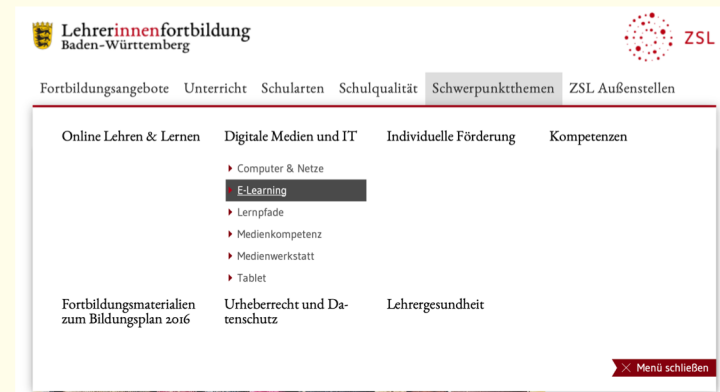 Lehrerinnenfortbildung
Baden-Württemberg
ZSL
Fortbildungsangebote Unterricht Schularten Schulqualität Schwerpunktthemen ZSL Außenstellen
Online Lehren & Lernen
Digitale Medien und IT
Computer & Netze
E-Learning
Lernpfade
Medienkompetenz
Medienwerkstatt
Tablet
Individuelle Förderung
Kompetenzen
Fortbildungsmaterialien
zum Bildungsplan 2016
Urheberrecht und Da-
tenschutz
Lehrergesundheit
Menü schließen